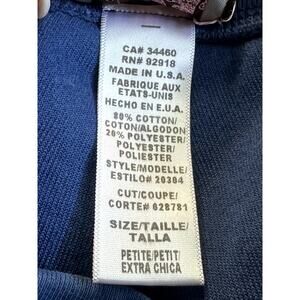 CA# 34460
RN# 92918
MADE IN U.S.A.
FABRIQUE AUX
ETATS-UNIS
HECHO EN E.U.A.
80% COTTON/
COTON/ALGODON
20% POLYESTER/
POLYESTER/
POLIESTER
STYLE/MODELLE/
ESTILO# 20304
CUT/COUPE/
CORTE# 628781
SIZE/TAILLE/
TALLA
PETITE/PETIT/
EXTRA CHICA